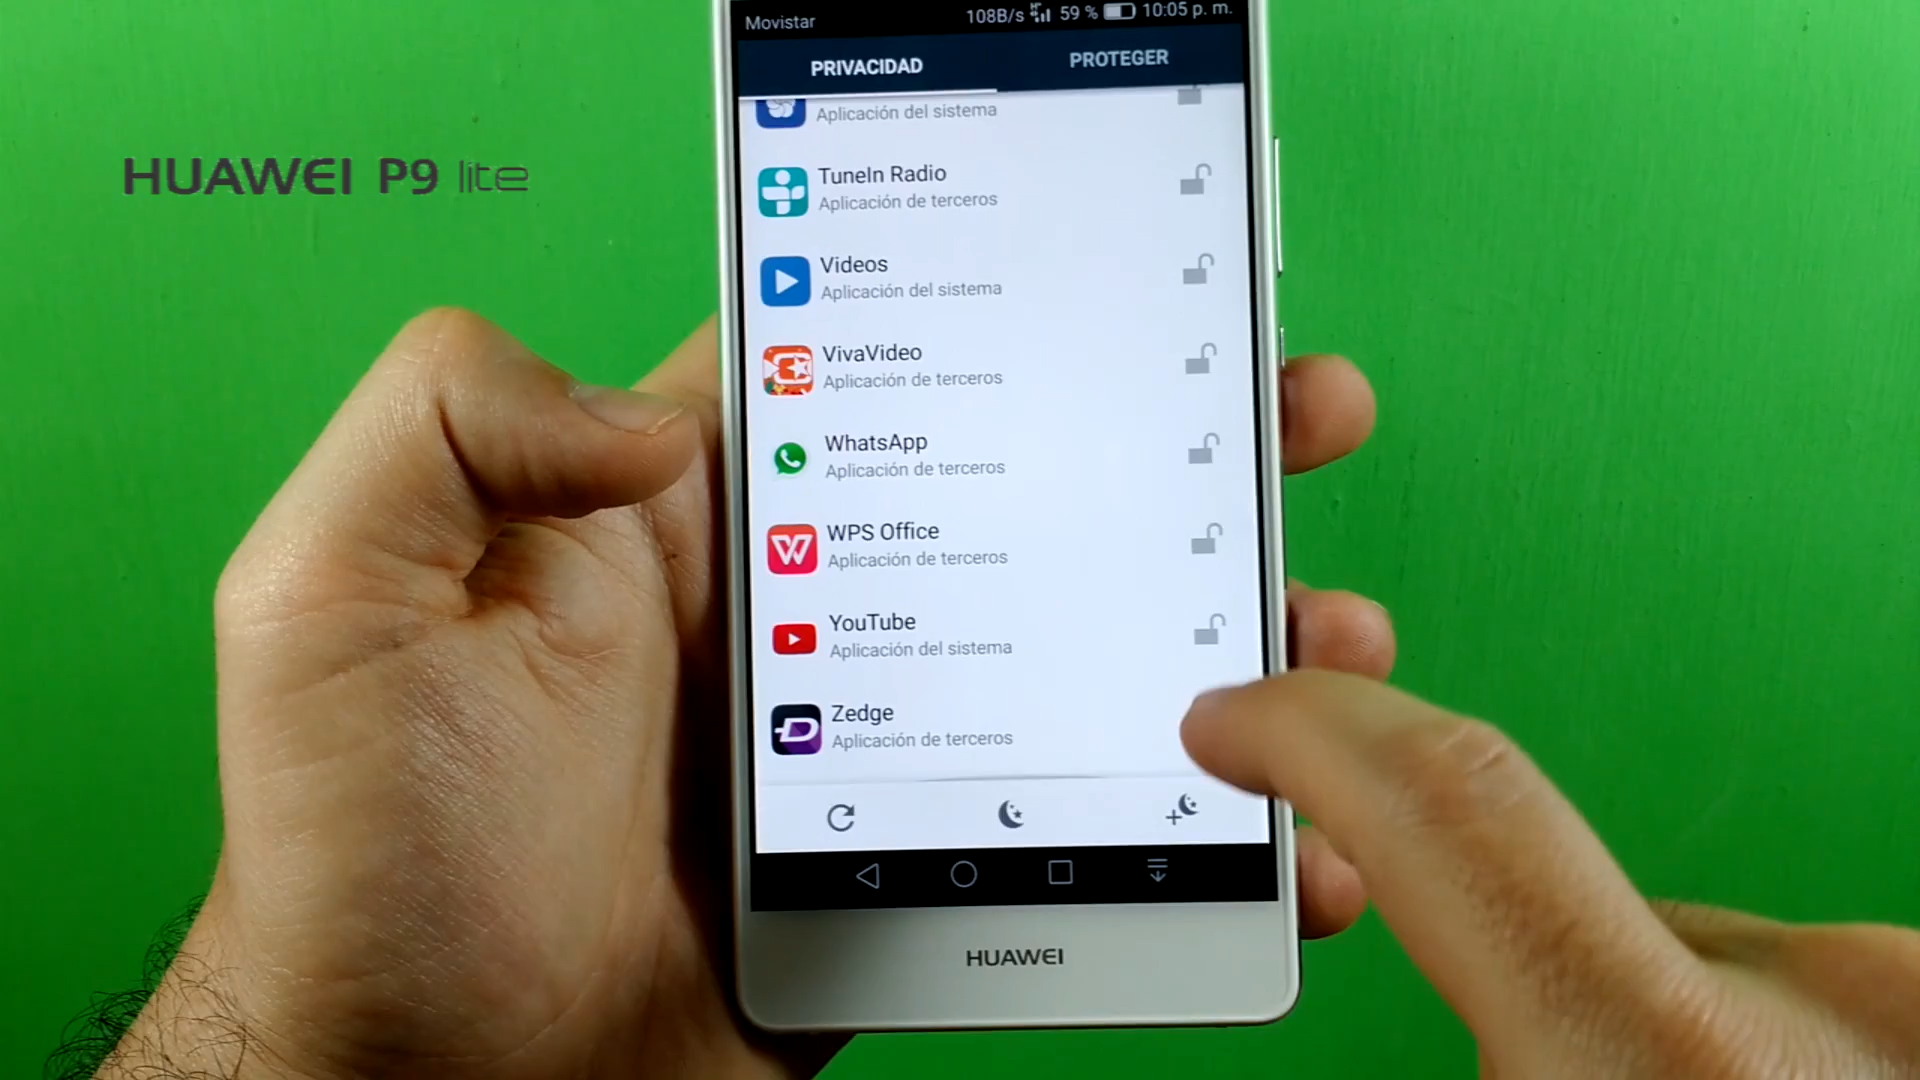 Movistar 108B/s 59 % 10:05 p. m.
PRIVACIDAD PROTEGER
Aplicación del sistema
TuneIn Radio
Aplicación de terceros
Videos
Aplicación del sistema
VivaVideo
Aplicación de terceros
WhatsApp
Aplicación de terceros
WPS Office
Aplicación de terceros
YouTube
Aplicación del sistema
Zedge
Aplicación de terceros
HUAWEI
HUAWEI P9 lite